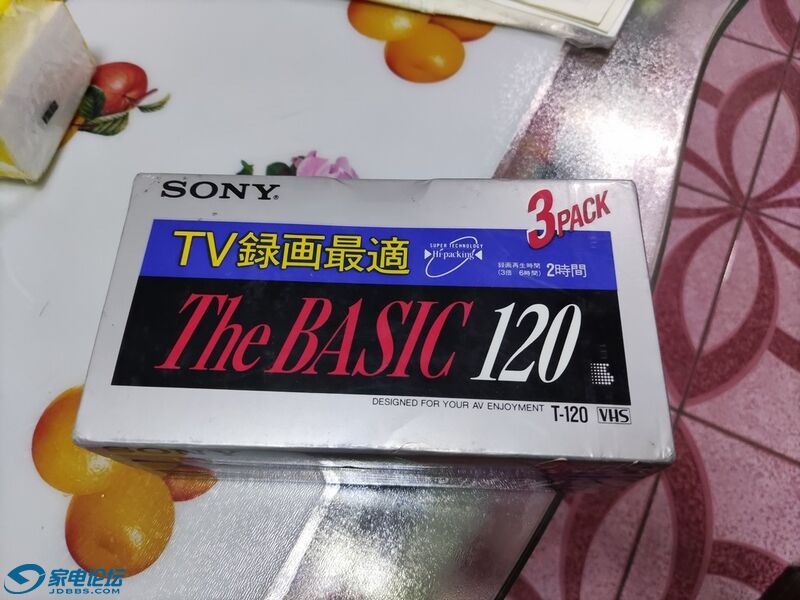 SONY®
3PACK
TV録画最適
SUPER TECHNOLOGY
Hi-packing
録画再生時間
(3倍 6時間) 2時間
The BASIC 120
DESIGNED FOR YOUR AV ENJOYMENT T-120 VHS
SONY
家电论坛
JDBBS.COM